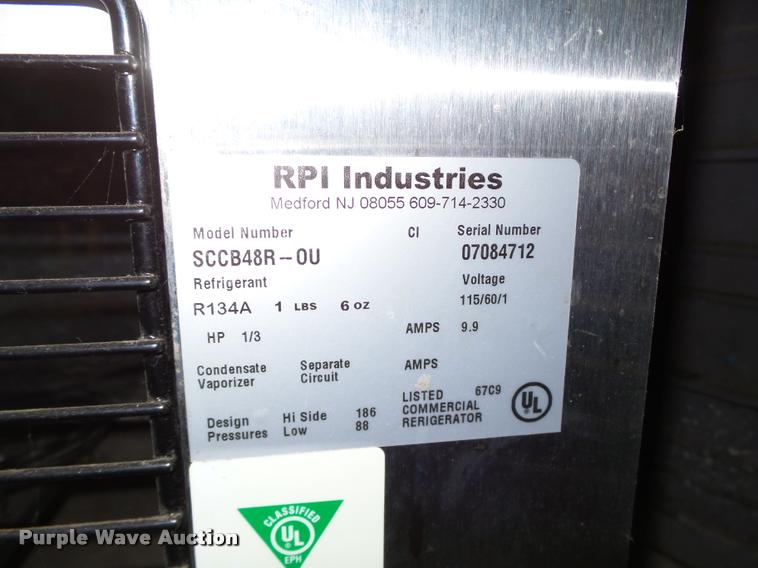 RPI Industries
Medford NJ 08055 609-714-2330
Model Number CI Serial Number
SCCB48R-OU 07084712
Refrigerant Voltage
R134A 1 LBS 6 OZ 115/60/1
HP 1/3 AMPS 9.9
Condensate Vaporizer Separate Circuit AMPS
Design Pressures Hi Side 186 Low 88
LISTED 67C9
COMMERCIAL
RERIGERATOR
UL
CLASSIFIED
UL
EPH
Purple Wave Auction